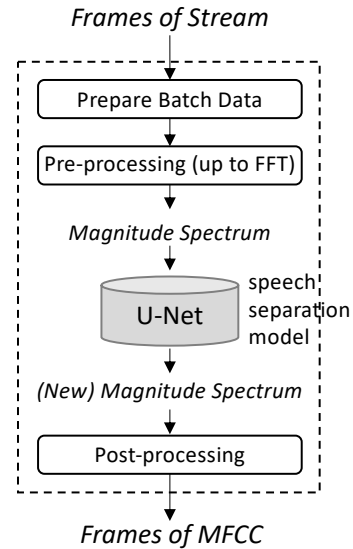 Frames of Stream
Prepare Batch Data
Pre-processing (up to FFT)
Magnitude Spectrum
U-Net
speech
separation
model
(New) Magnitude Spectrum
Post-processing
Frames of MFCC